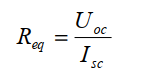 R_eq = U_oc / I_sc